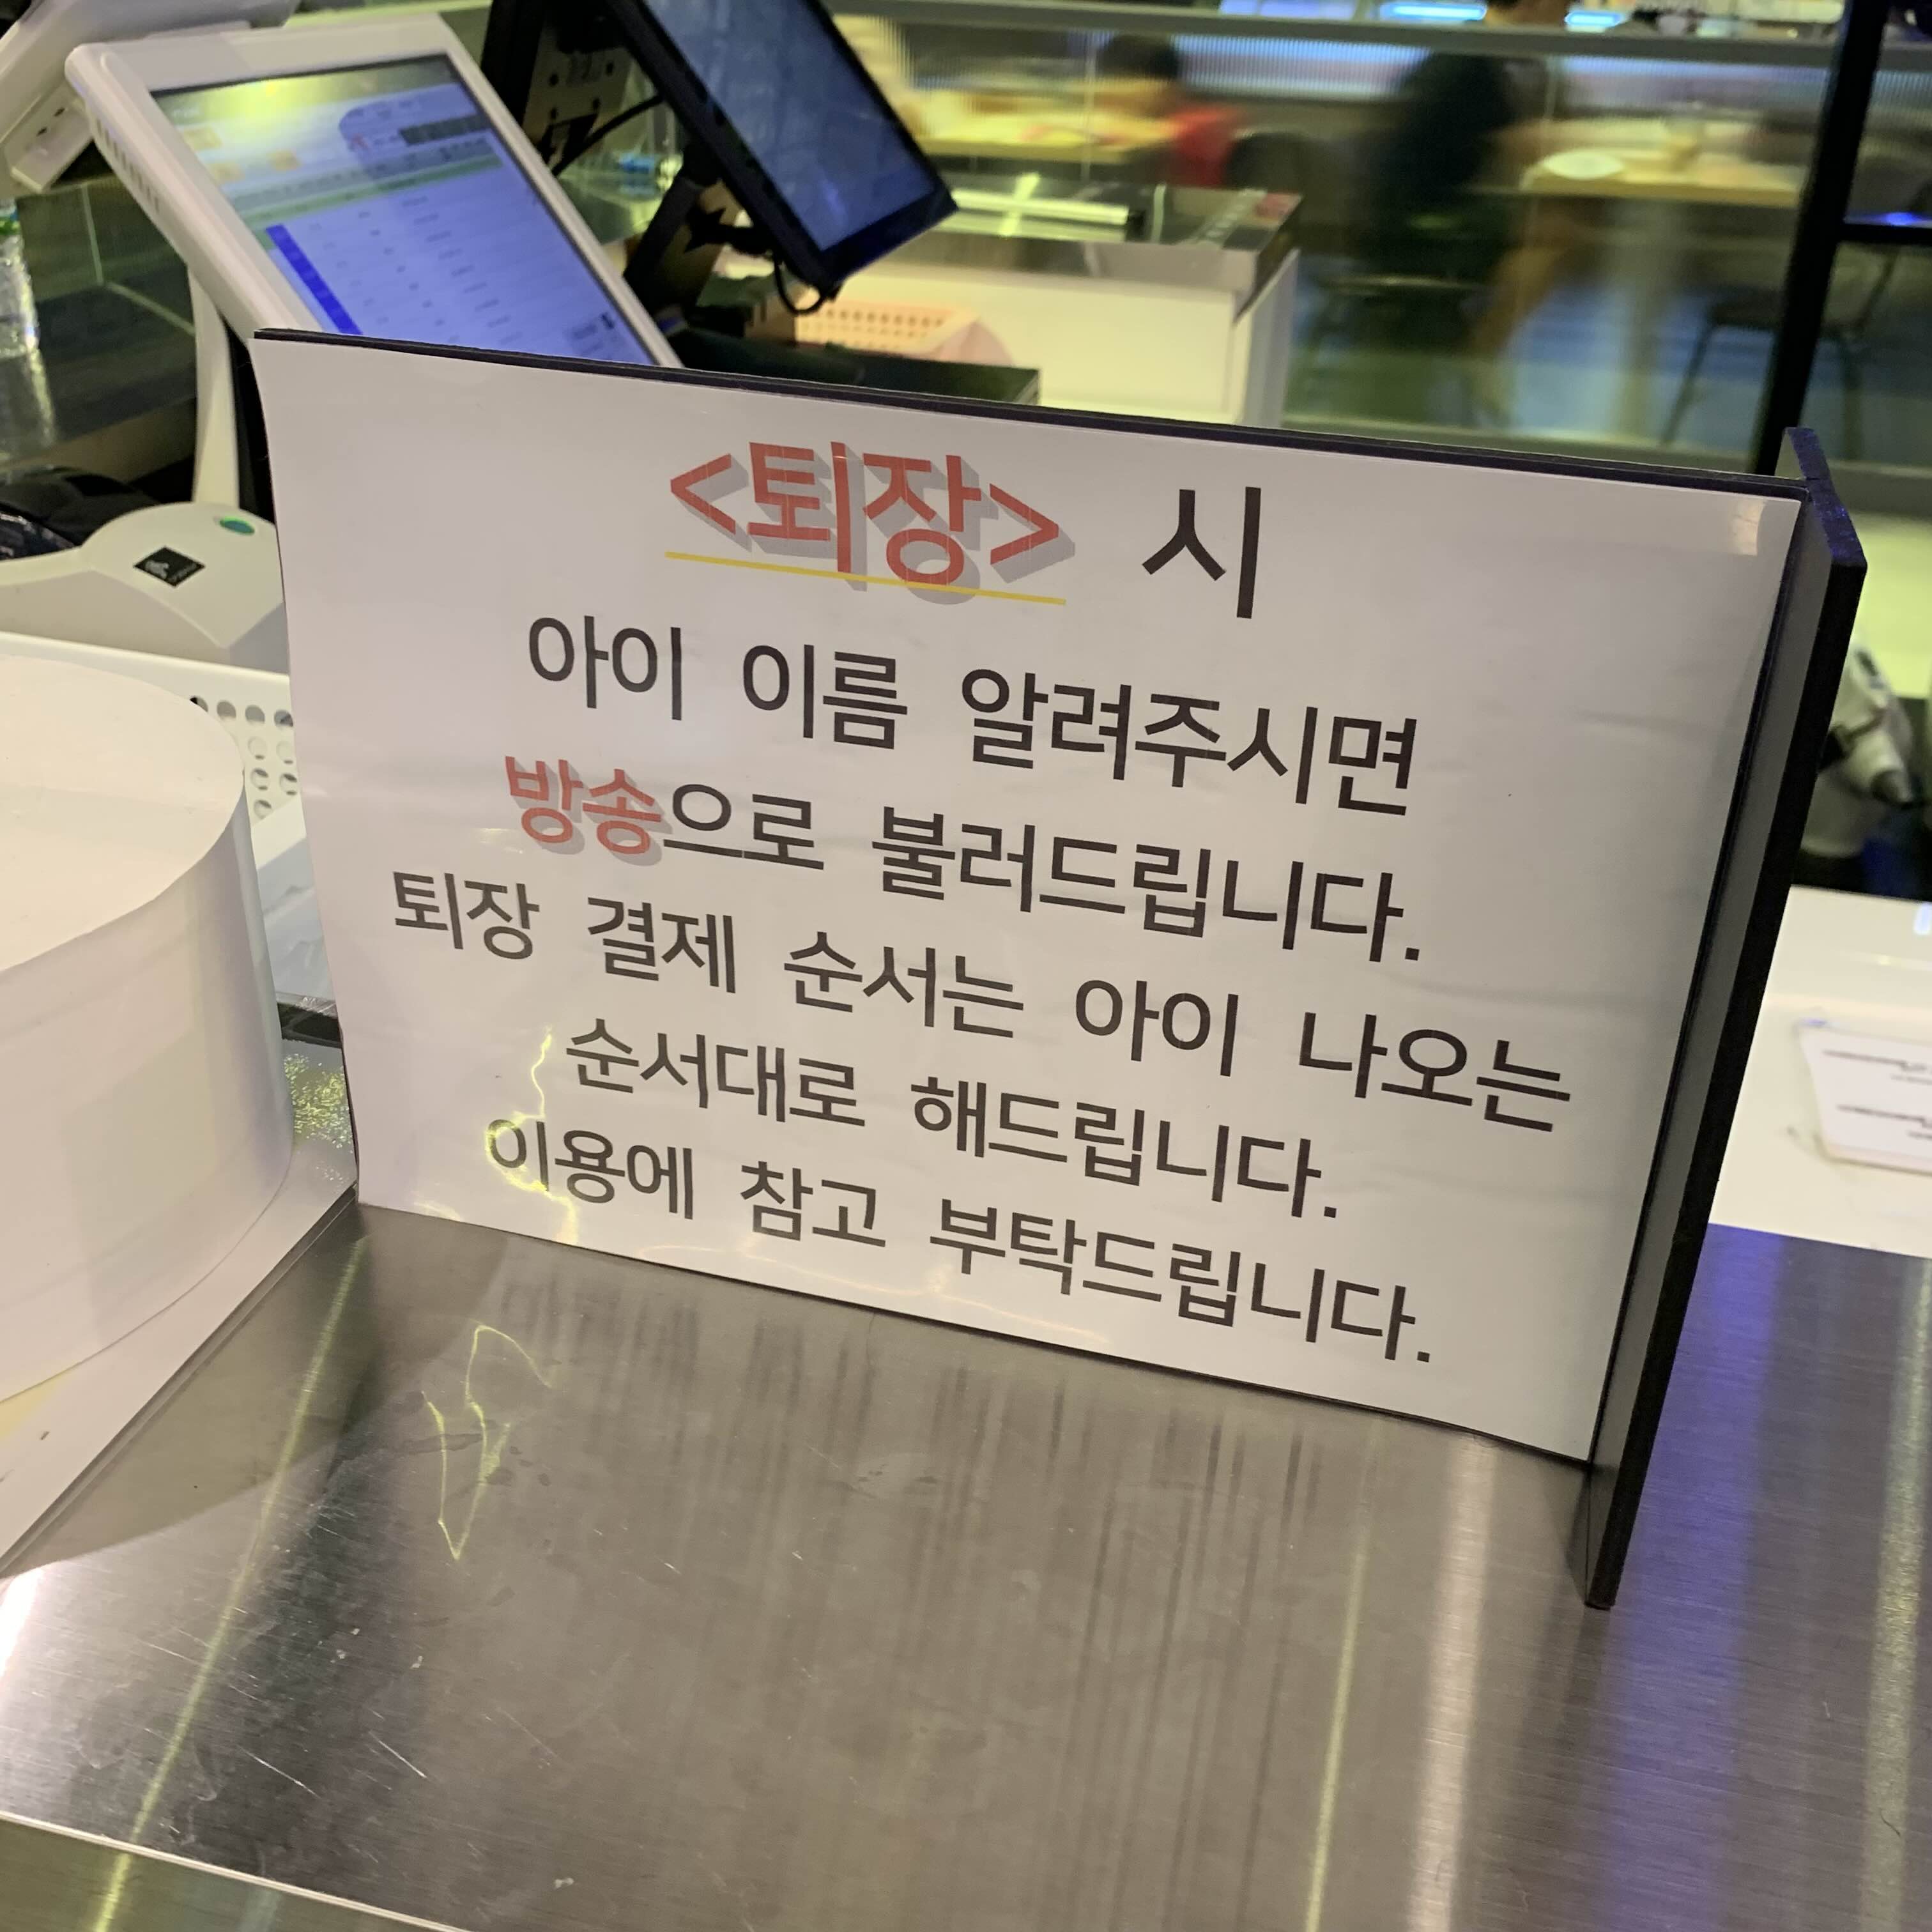 <퇴장> 시
아이 이름 알려주시면
방송으로 불러드립니다.
퇴장 결제 순서는 아이 나오는
순서대로 해드립니다.
이용에 참고 부탁드립니다.